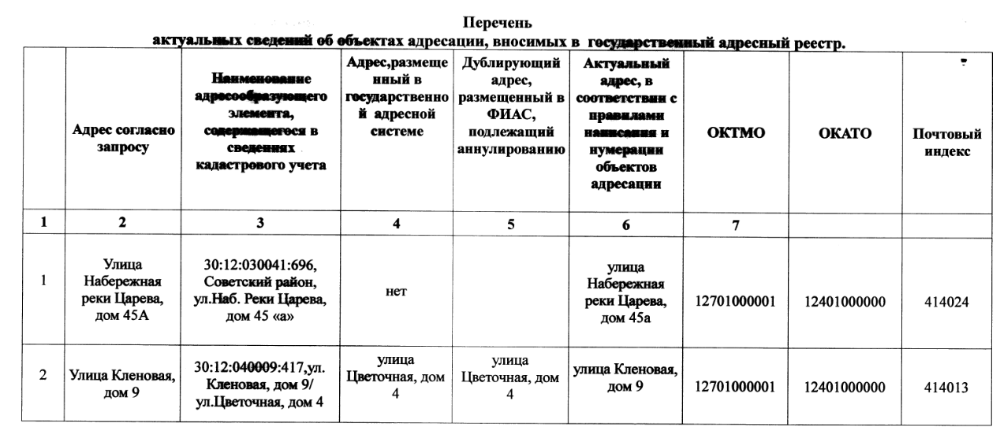 Перечень
актуальных сведений об объектах адресации, вносимых в государственный адресный реестр.
Адрес согласно
запросу
Наименование
адресообразующего
элемента,
содержащегося в
сведениях
кадастрового учета
Адрес,размеще
нный в
государственно
й адресной
системе
Дублирующий
адрес,
размещенный в
ФИАС,
подлежащий
аннулированию
Актуальный
адрес, в
соответствии с
правилами
написания и
нумерации
объектов
адресации
ОКТМО
ОКАТО
Почтовый
индекс
1 2 3 4 5 6 7
1
Улица
Набережная
реки Царева,
дом 45А
30:12:030041:696,
Советский район,
ул.Наб. Реки Царева,
дом 45 «а»
нет
улица
Набережная
реки Царева,
дом 45а
12701000001
12401000000
414024
2
Улица Кленовая,
дом 9
30:12:040009:417,ул.
Кленовая, дом 9/
ул.Цветочная, дом 4
улица
Цветочная, дом
4
улица
Цветочная, дом
4
улица Кленовая,
дом 9
12701000001
12401000000
414013